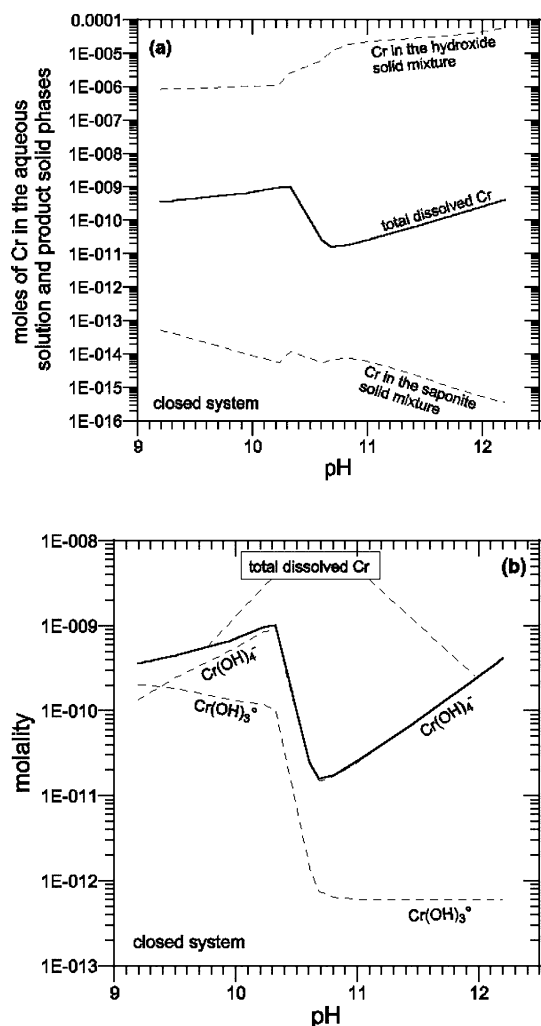 (a)
0.0001
1E-005
1E-006
1E-007
1E-008
1E-009
1E-010
1E-011
1E-012
1E-013
1E-014
1E-015
1E-016
moles of Cr in the aqueous
solution and product solid phases
Cr in the hydroxide
solid mixture
total dissolved Cr
Cr in the saponite
solid mixture
closed system
9
10
11
12
pH
(b)
1E-008
1E-009
1E-010
1E-011
1E-012
1E-013
molality
total dissolved Cr
Cr(OH)₄⁻
Cr(OH)₃°
Cr(OH)₄⁻
Cr(OH)₃°
closed system
9
10
11
12
pH